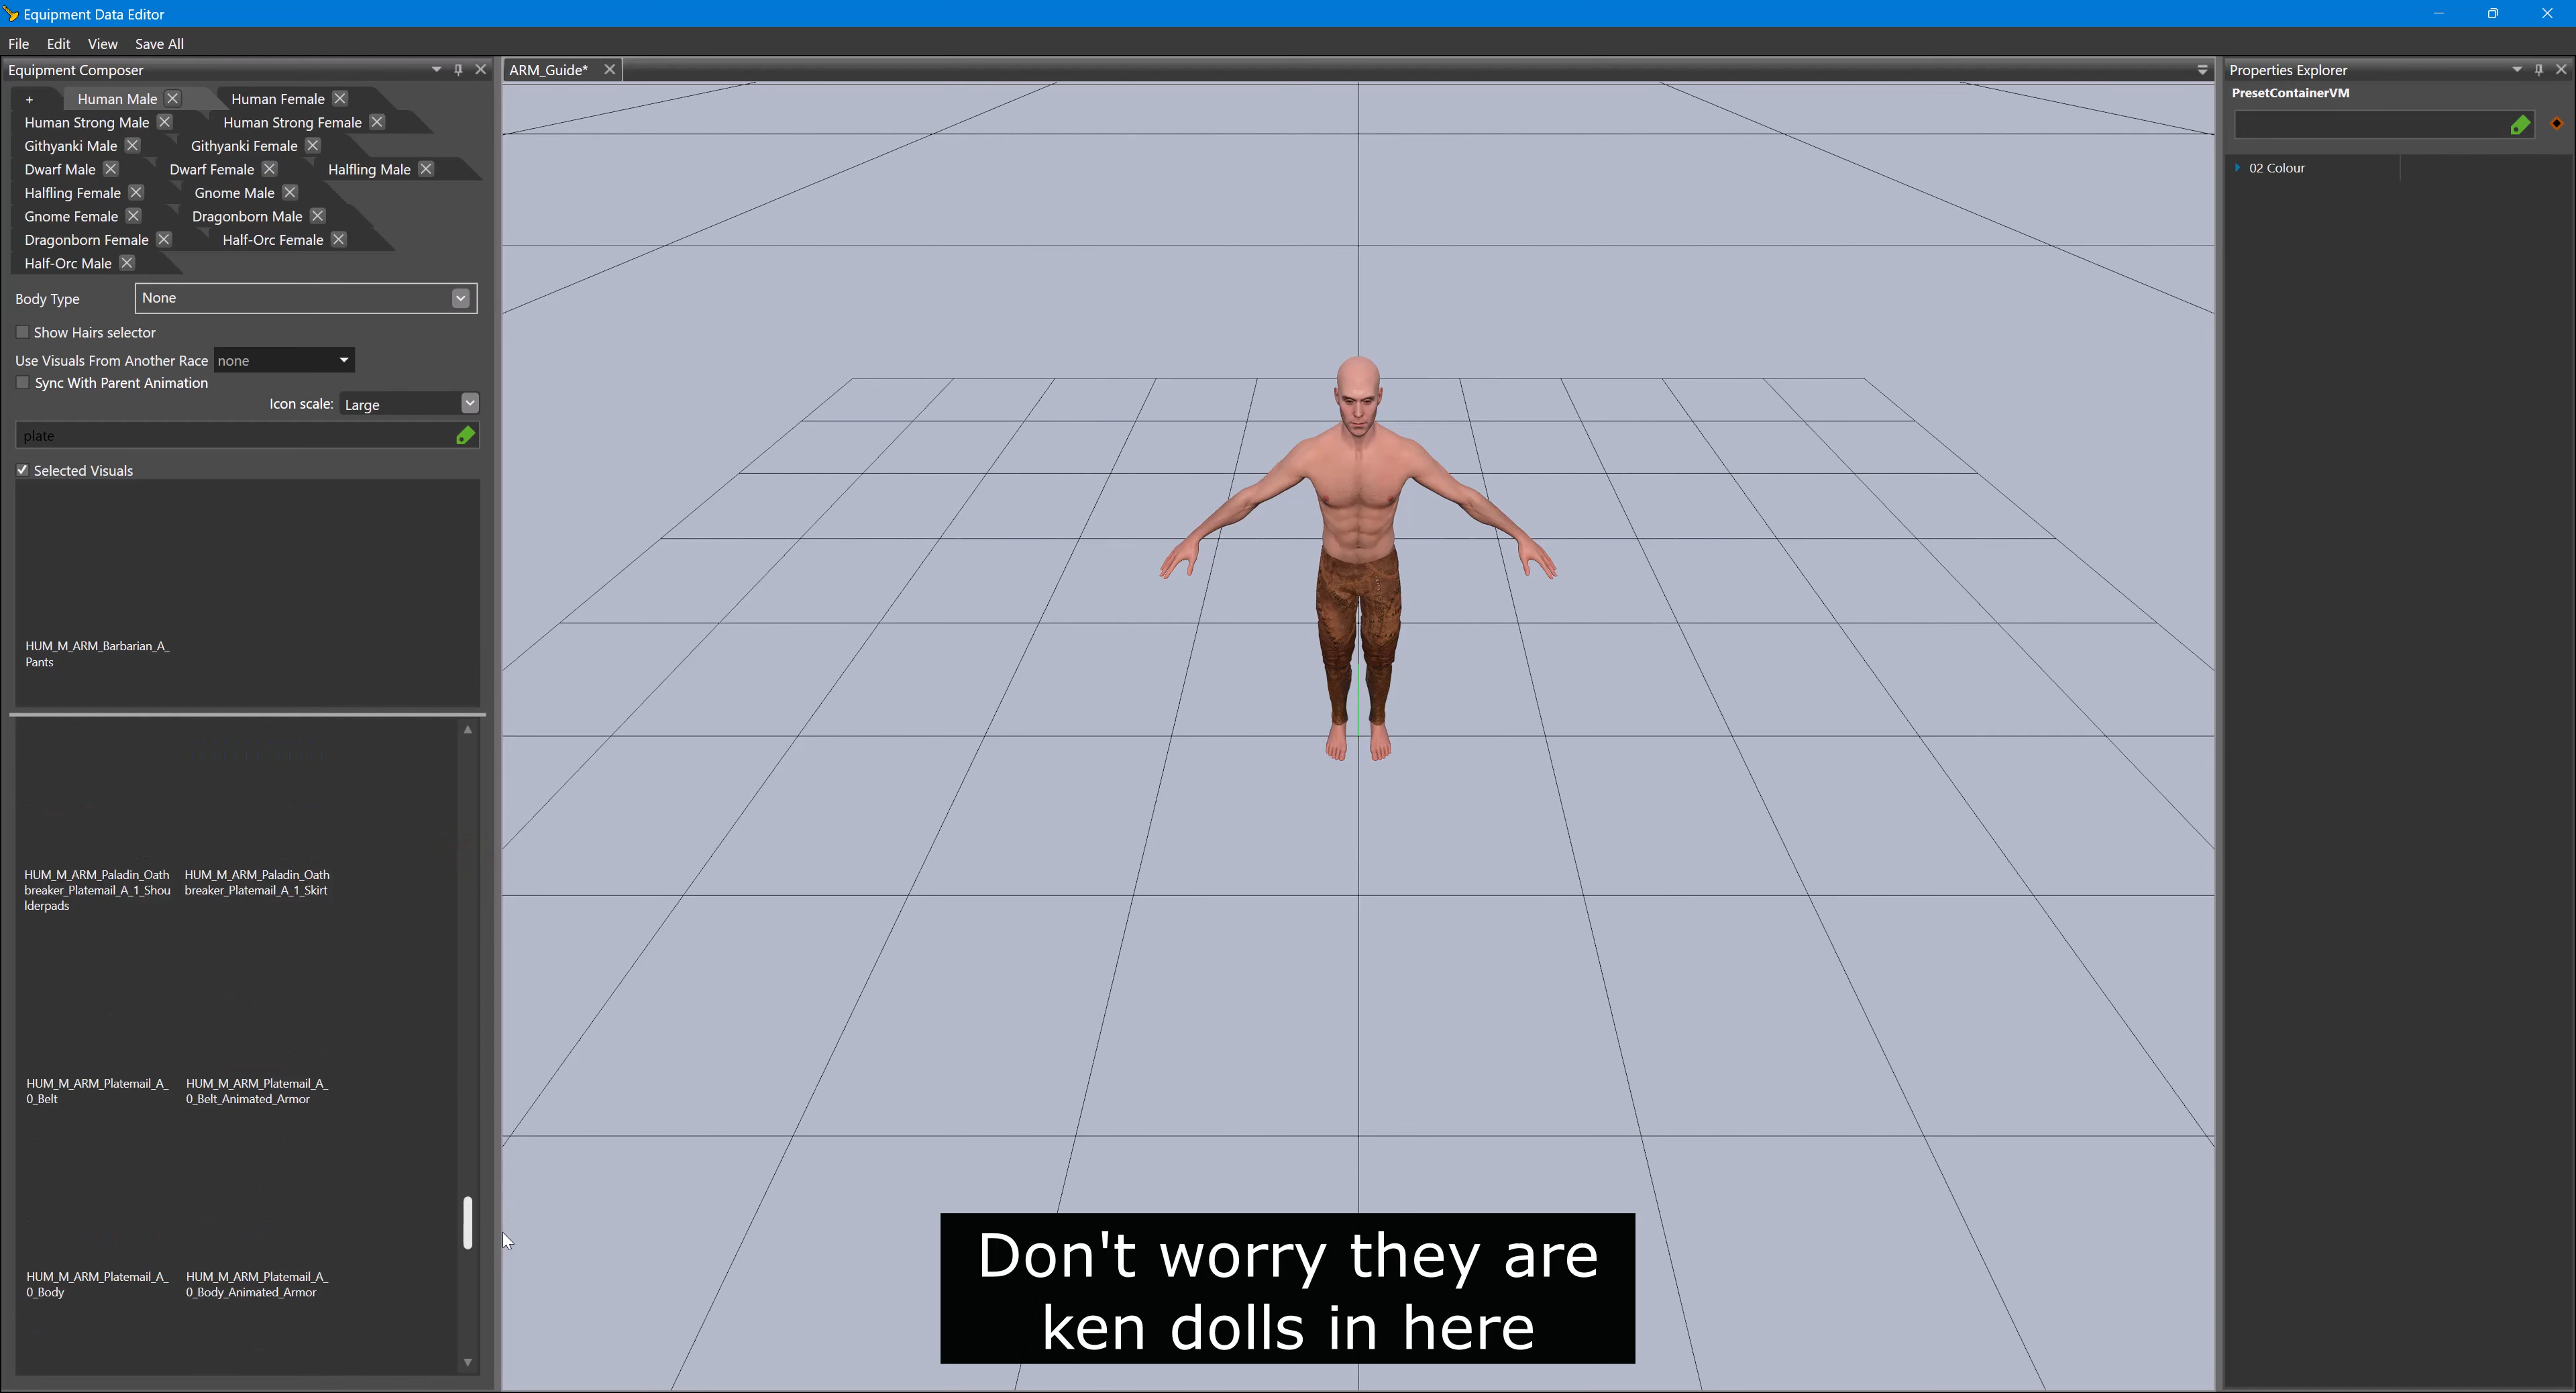 Equipment Data Editor
File Edit View Save All
Equipment Composer
ARM_Guide*
Properties Explorer
+ Human Male Human Female
Human Strong Male Human Strong Female
Githyanki Male Githyanki Female
Dwarf Male Dwarf Female Halfling Male
Halfling Female Gnome Male
Gnome Female Dragonborn Male
Dragonborn Female Half-Orc Female
Half-Orc Male
Body Type None
Show Hairs selector
Use Visuals From Another Race none
Sync With Parent Animation
Icon scale: Large
plate
Selected Visuals
HUM_M_ARM_Barbarian_A_
Pants
HUM_M_ARM_Paladin_Oath
breaker_Platemail_A_1_Shou
lderpads
HUM_M_ARM_Paladin_Oath
breaker_Platemail_A_1_Skirt
HUM_M_ARM_Platemail_A_
0_Belt
HUM_M_ARM_Platemail_A_
0_Belt_Animated_Armor
HUM_M_ARM_Platemail_A_
0_Body
HUM_M_ARM_Platemail_A_
0_Body_Animated_Armor
PresetContainerVM
02 Colour
Don't worry they are
ken dolls in here